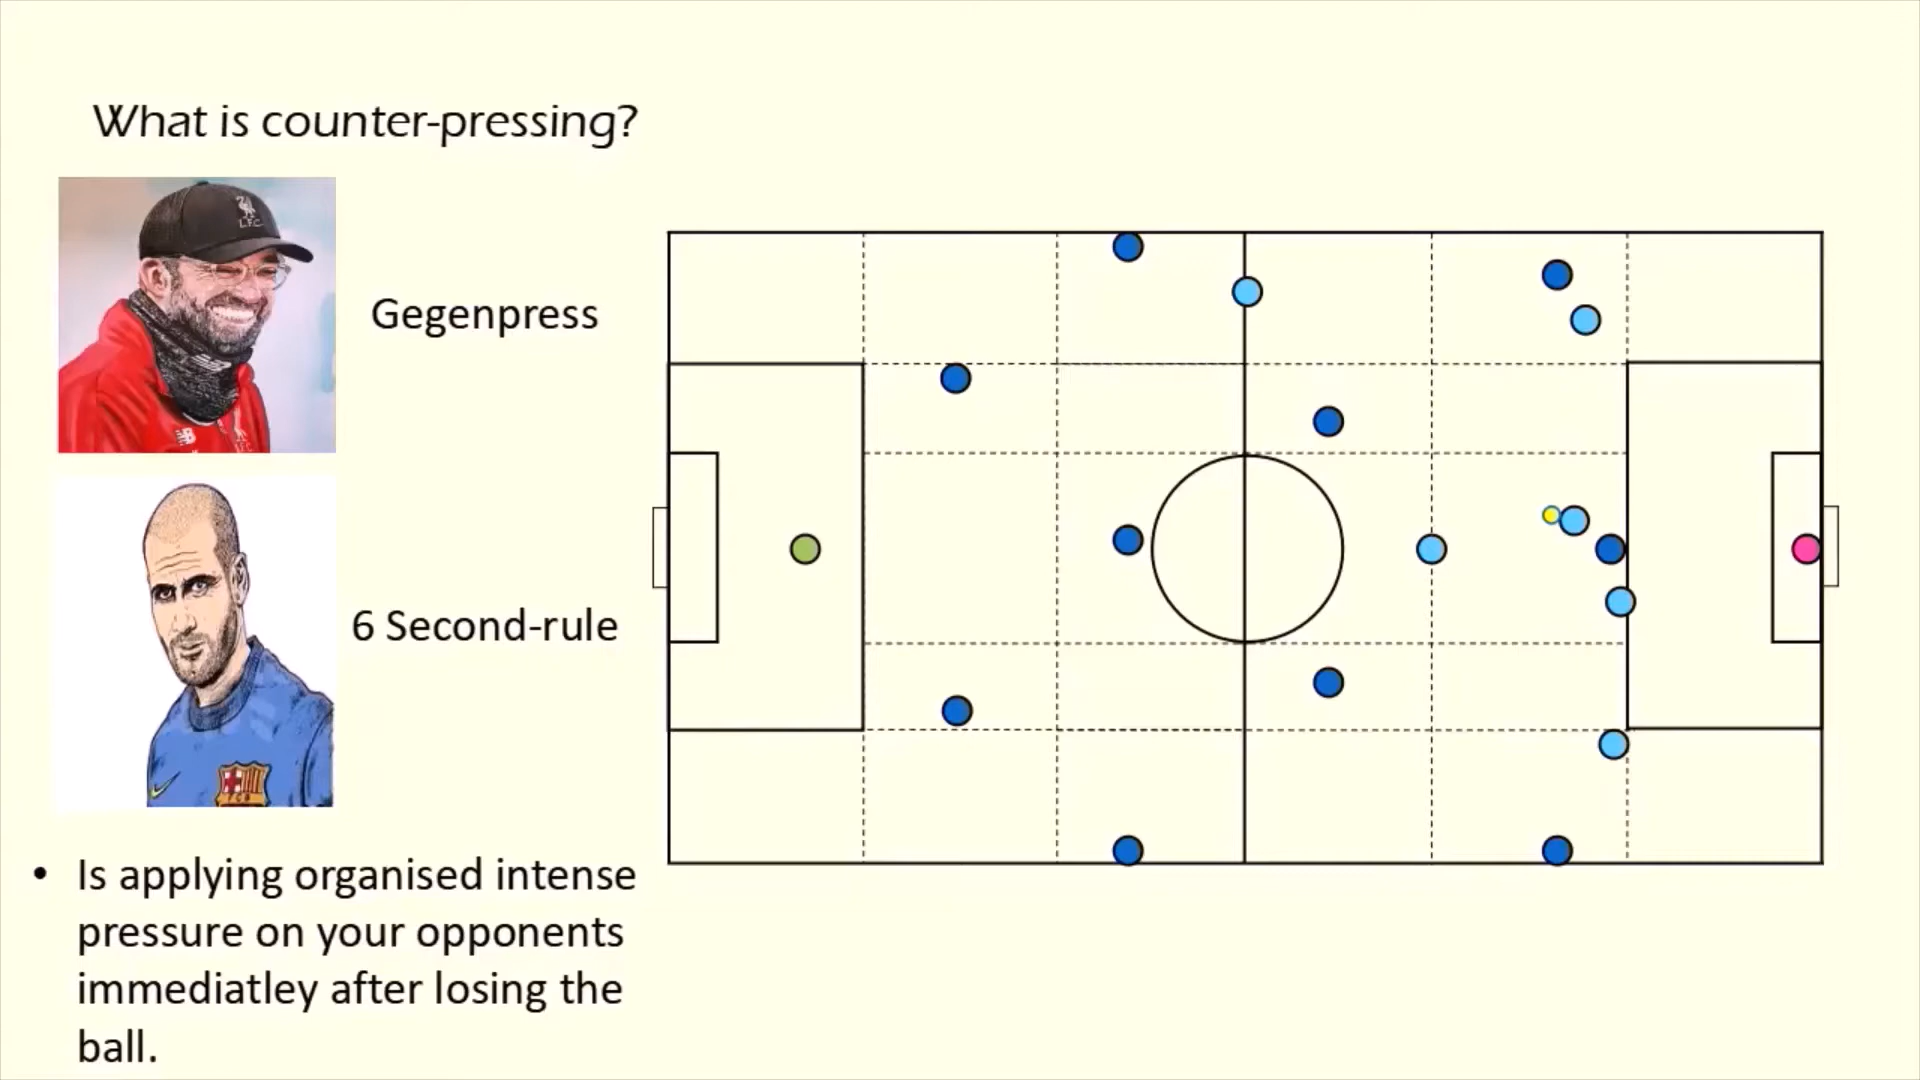 What is counter-pressing?
L.F.C.
Gegenpress
6 Second-rule
• Is applying organised intense
pressure on your opponents
immediatley after losing the
ball.